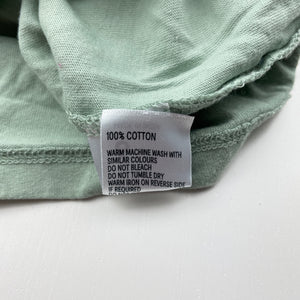 100% COTTON
WARM MACHINE WASH WITH
SIMILAR COLOURS
DO NOT BLEACH
DO NOT TUMBLE DRY
WARM IRON ON REVERSE SIDE
IF REQUIRED